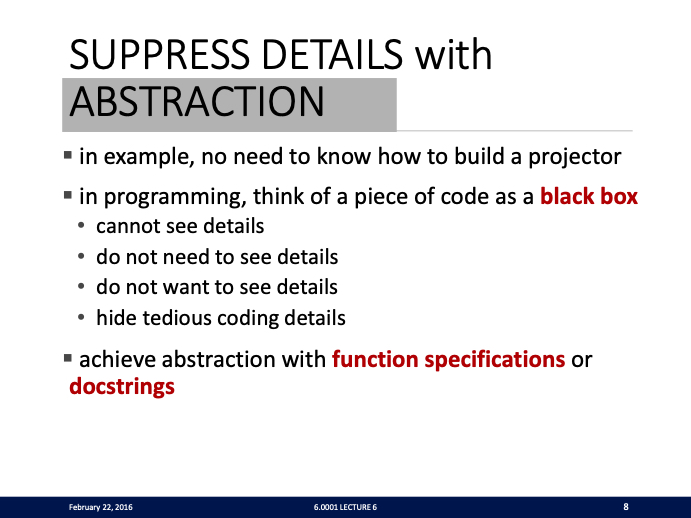 SUPPRESS DETAILS with
ABSTRACTION
▪ in example, no need to know how to build a projector
▪ in programming, think of a piece of code as a black box
• cannot see details
• do not need to see details
• do not want to see details
• hide tedious coding details
▪ achieve abstraction with function specifications or
docstrings
February 22, 2016 6.0001 LECTURE 6 8